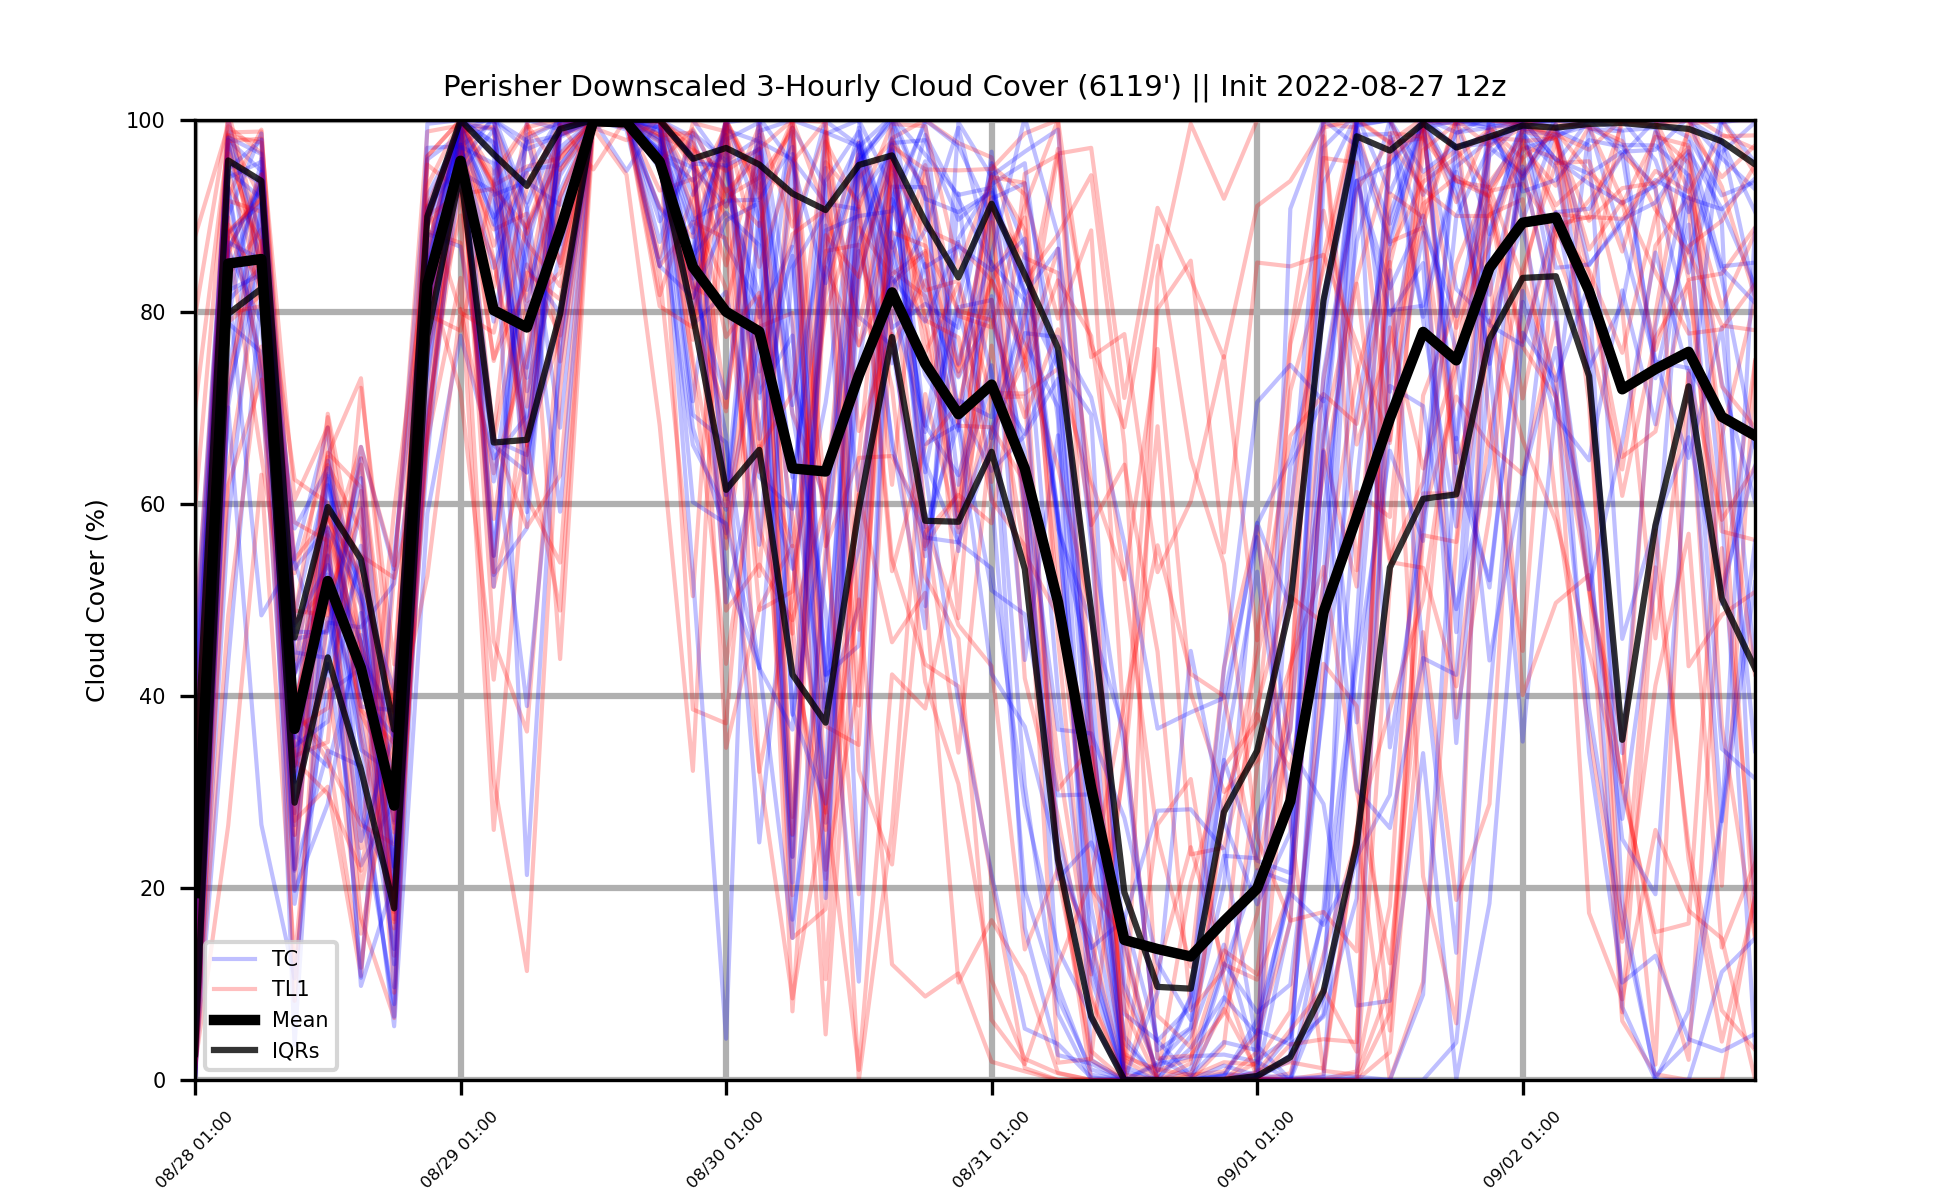 Perisher Downscaled 3-Hourly Cloud Cover (6119') || Init 2022-08-27 12z
100
80
60
40
20
0
Cloud Cover (%)
TC
TL1
Mean
IQRs
08/28 01:00
08/29 01:00
08/30 01:00
08/31 01:00
09/01 01:00
09/02 01:00